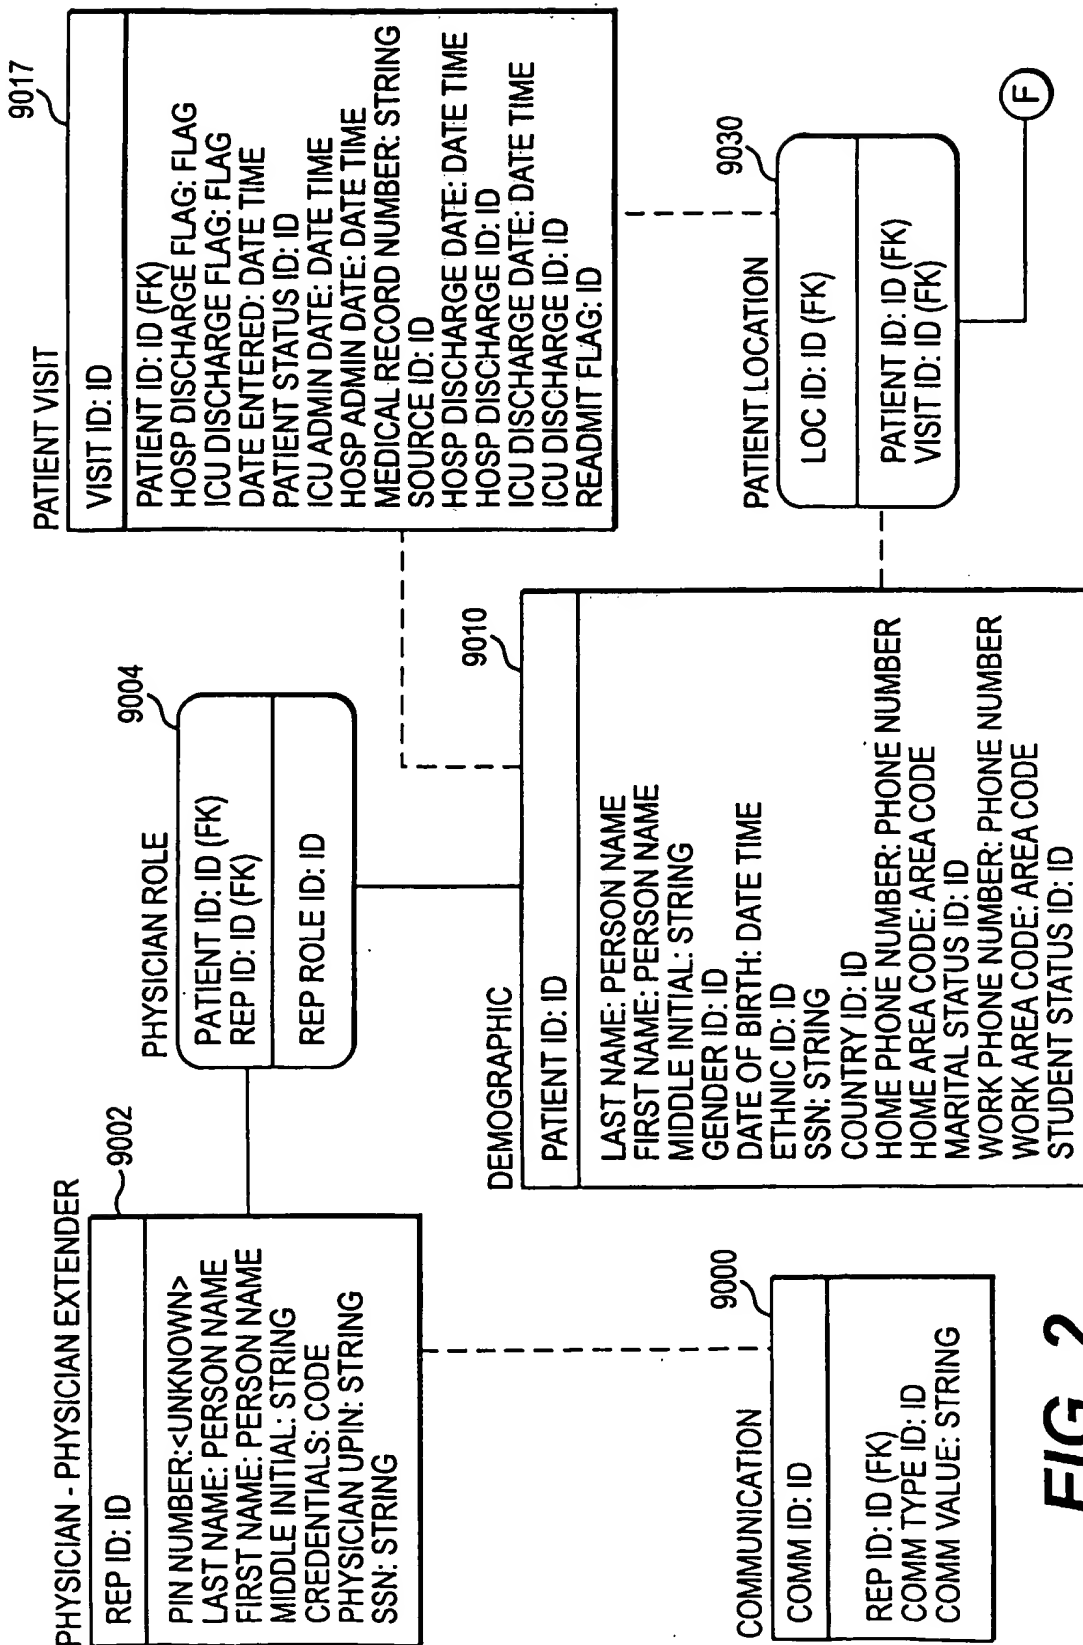 PHYSICIAN - PHYSICIAN EXTENDER
9002
REP ID: ID
PIN NUMBER:<UNKNOWN>
LAST NAME: PERSON NAME
FIRST NAME: PERSON NAME
MIDDLE INITIAL: STRING
CREDENTIALS: CODE
PHYSICIAN UPIN: STRING
SSN: STRING
PHYSICIAN ROLE
9004
PATIENT ID: ID (FK)
REP ID: ID (FK)
REP ROLE ID: ID
PATIENT VISIT
9017
VISIT ID: ID
PATIENT ID: ID (FK)
HOSP DISCHARGE FLAG: FLAG
ICU DISCHARGE FLAG: FLAG
DATE ENTERED: DATE TIME
PATIENT STATUS ID: ID
ICU ADMIN DATE: DATE TIME
HOSP ADMIN DATE: DATE TIME
MEDICAL RECORD NUMBER: STRING
SOURCE ID: ID
HOSP DISCHARGE DATE: DATE TIME
HOSP DISCHARGE ID: ID
ICU DISCHARGE DATE: DATE TIME
ICU DISCHARGE ID: ID
READMIT FLAG: ID
COMMUNICATION
9000
COMM ID: ID
REP ID: ID (FK)
COMM TYPE ID: ID
COMM VALUE: STRING
DEMOGRAPHIC
9010
PATIENT ID: ID
LAST NAME: PERSON NAME
FIRST NAME: PERSON NAME
MIDDLE INITIAL: STRING
GENDER ID: ID
DATE OF BIRTH: DATE TIME
ETHNIC ID: ID
SSN: STRING
COUNTRY ID: ID
HOME PHONE NUMBER: PHONE NUMBER
HOME AREA CODE: AREA CODE
MARITAL STATUS ID: ID
WORK PHONE NUMBER: PHONE NUMBER
WORK AREA CODE: AREA CODE
STUDENT STATUS ID: ID
PATIENT LOCATION
9030
LOC ID: ID (FK)
PATIENT ID: ID (FK)
VISIT ID: ID (FK)
F
FIG. 2